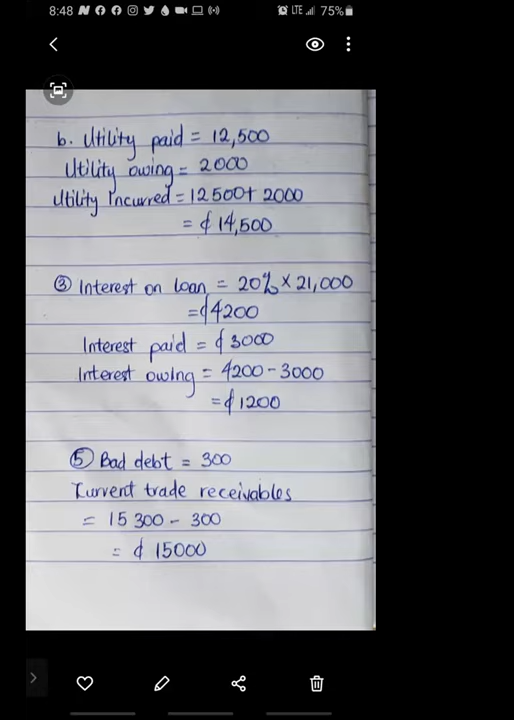 8:48
LTE 75%
b. Utility paid = 12,500
Utility owing = 2000
Utility Incurred = 12500+ 2000
= ₵ 14,500
③ Interest on loan = 20% × 21,000
= ₵4200
Interest paid = ₵ 3000
Interest owing = 4200 - 3000
= ₵ 1200
⑤ Bad debt = 300
Current trade receivables
= 15 300 - 300
= ₵ 15000